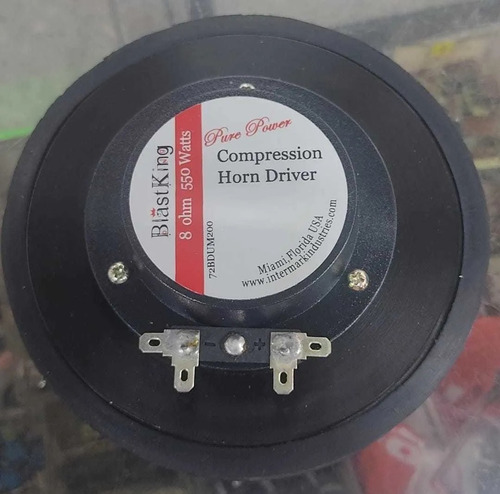 BlastKing
8 ohm 550 Watts
Pure Power
Compression
Horn Driver
72BDUM200
Miami,Florida USA
www.intermarkindustries.com
- +